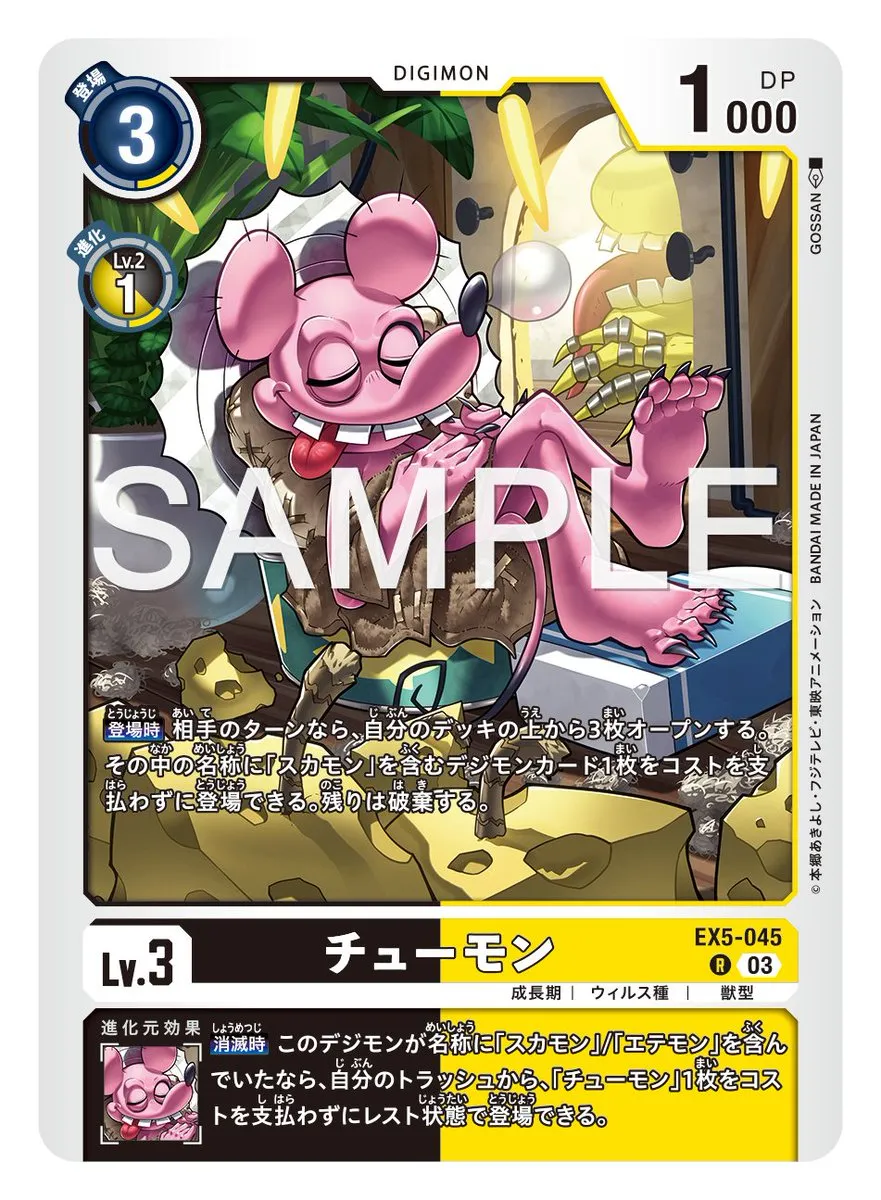 DIGIMON
登場
3
1000
DP
進化
Lv.2
1
GOSSAN
BANDAI MADE IN JAPAN
©本郷あきよし・フジテレビ・東映アニメーション
SAMPLE
登場時 相手のターンなら、自分のデッキの上から3枚オープンする。
その中の名称に「スカモン」を含むデジモンカード1枚をコストを支
払わずに登場できる。残りは破棄する。
Lv.3
チューモン
EX5-045
R 03
成長期 | ウィルス種 | 獣型
進化元効果
消滅時 このデジモンが名称に「スカモン」/「エテモン」を含ん
でいたなら、自分のトラッシュから、「チューモン」1枚をコス
トを支払わずにレスト状態で登場できる。